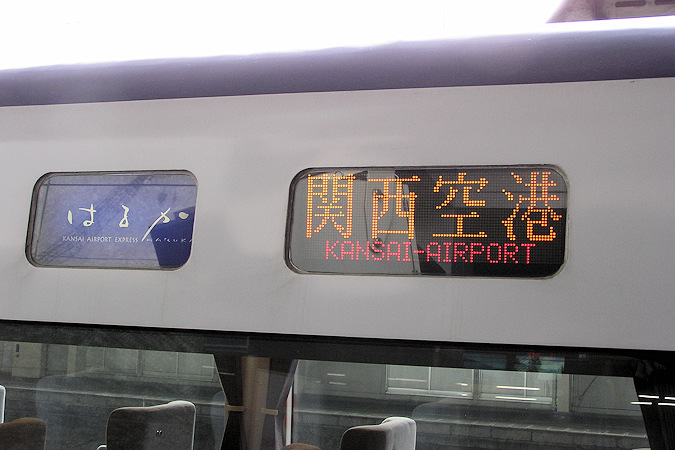 はるか
KANSAI AIRPORT EXPRESS HARUKA
関西空港
KANSAI-AIRPORT